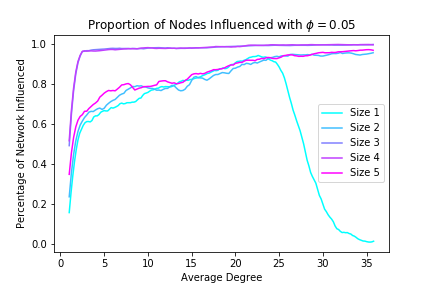 Proportion of Nodes Influenced with ϕ = 0.05
Percentage of Network Influenced
1.0
0.8
0.6
0.4
0.2
0.0
Size 1
Size 2
Size 3
Size 4
Size 5
0 5 10 15 20 25 30 35
Average Degree